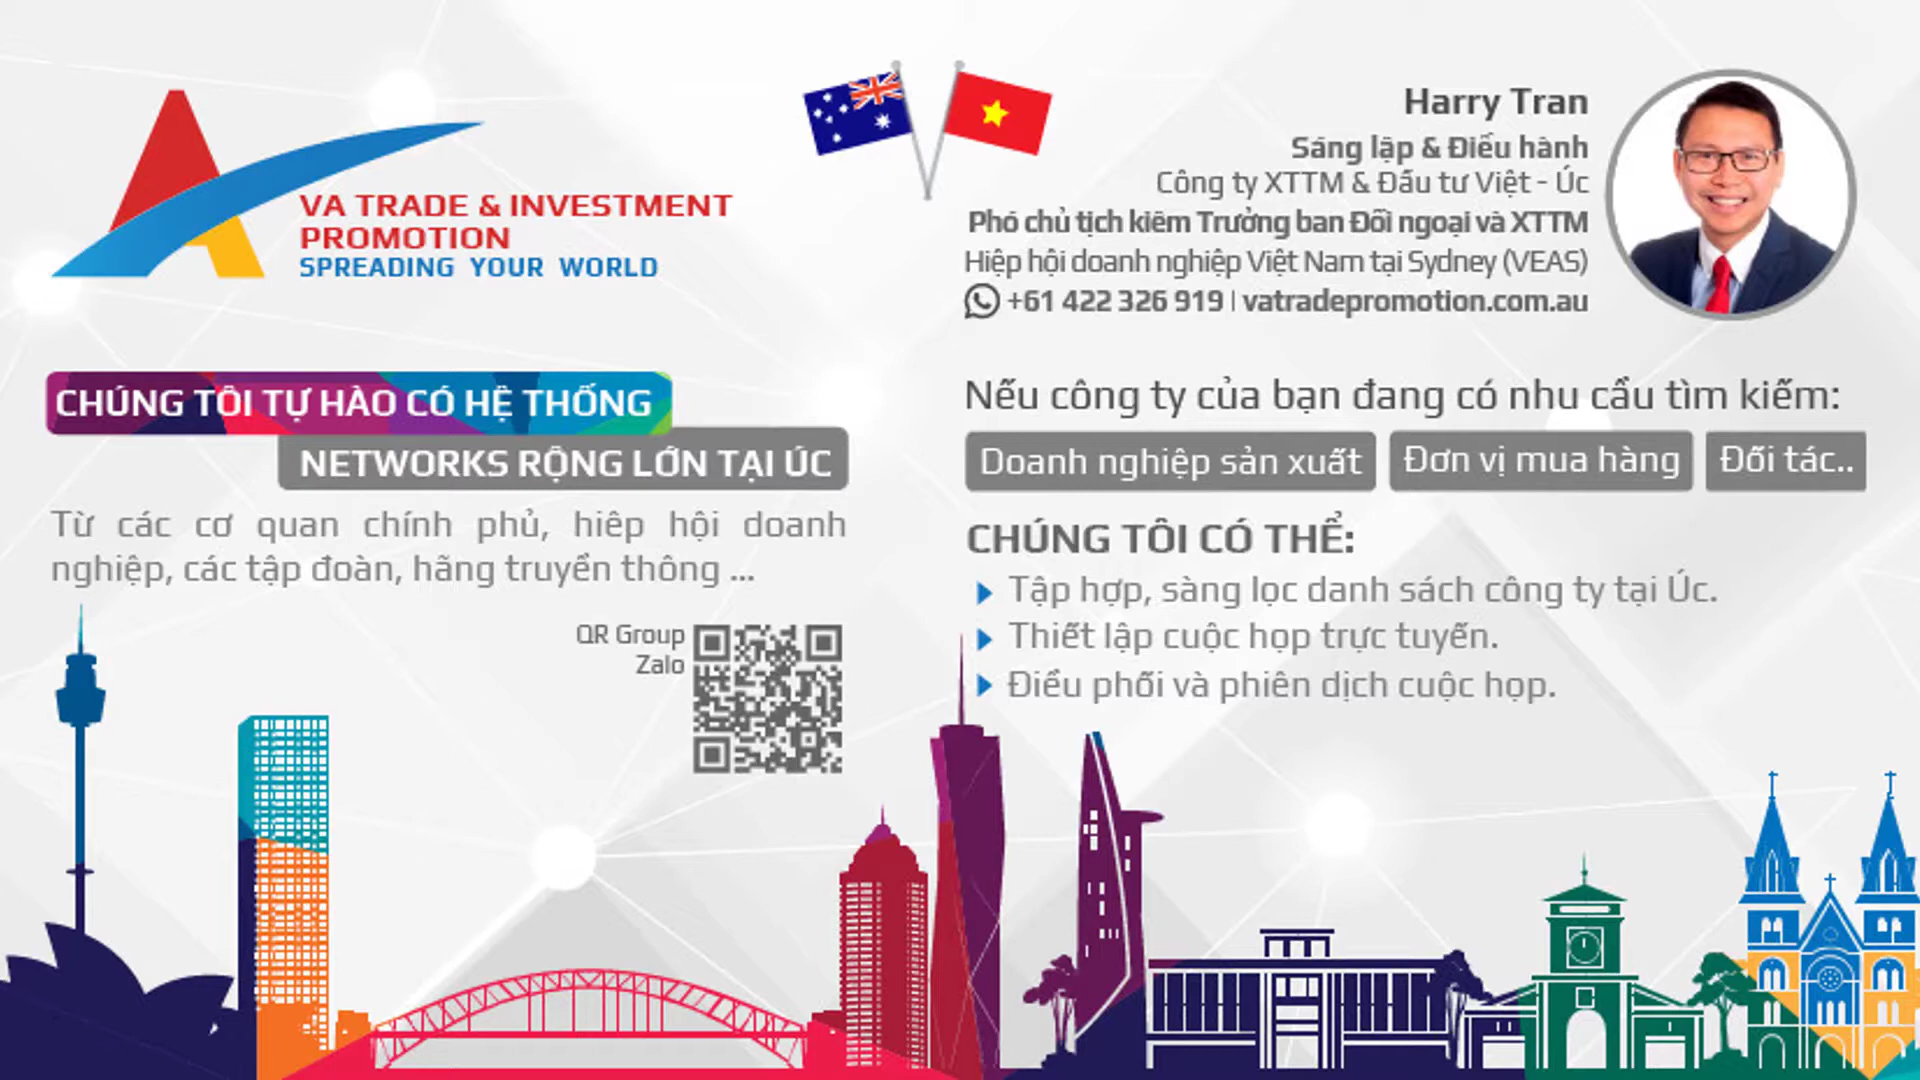 VA TRADE & INVESTMENT
PROMOTION
SPREADING YOUR WORLD
Harry Tran
Sáng lập & Điều hành
Công ty XTTM & Đầu tư Việt - Úc
Phó chủ tịch kiêm Trưởng ban Đối ngoại và XTTM
Hiệp hội doanh nghiệp Việt Nam tại Sydney (VEAS)
+61 422 326 919 | vatradepromotion.com.au
CHÚNG TÔI TỰ HÀO CÓ HỆ THỐNG
NETWORKS RỘNG LỚN TẠI ÚC
Từ các cơ quan chính phủ, hiêp hội doanh
nghiệp, các tập đoàn, hãng truyền thông ...
QR Group
Zalo
Nếu công ty của bạn đang có nhu cầu tìm kiếm:
Doanh nghiệp sản xuất
Đơn vị mua hàng
Đối tác..
CHÚNG TÔI CÓ THỂ:
Tập hợp, sàng lọc danh sách công ty tại Úc.
Thiết lập cuộc họp trực tuyến.
Điều phối và phiên dịch cuộc họp.